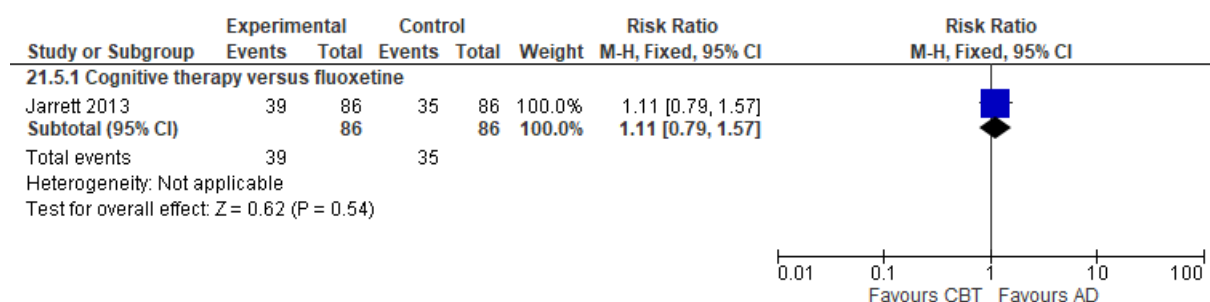 Experimental Control Risk Ratio Risk Ratio
Study or Subgroup Events Total Events Total Weight M-H, Fixed, 95% CI M-H, Fixed, 95% CI
21.5.1 Cognitive therapy versus fluoxetine
Jarrett 2013 39 86 35 86 100.0% 1.11 [0.79, 1.57]
Subtotal (95% CI) 86 86 100.0% 1.11 [0.79, 1.57]
Total events 39 35
Heterogeneity: Not applicable
Test for overall effect: Z = 0.62 (P = 0.54)
0.01 0.1 1 10 100
Favours CBT Favours AD